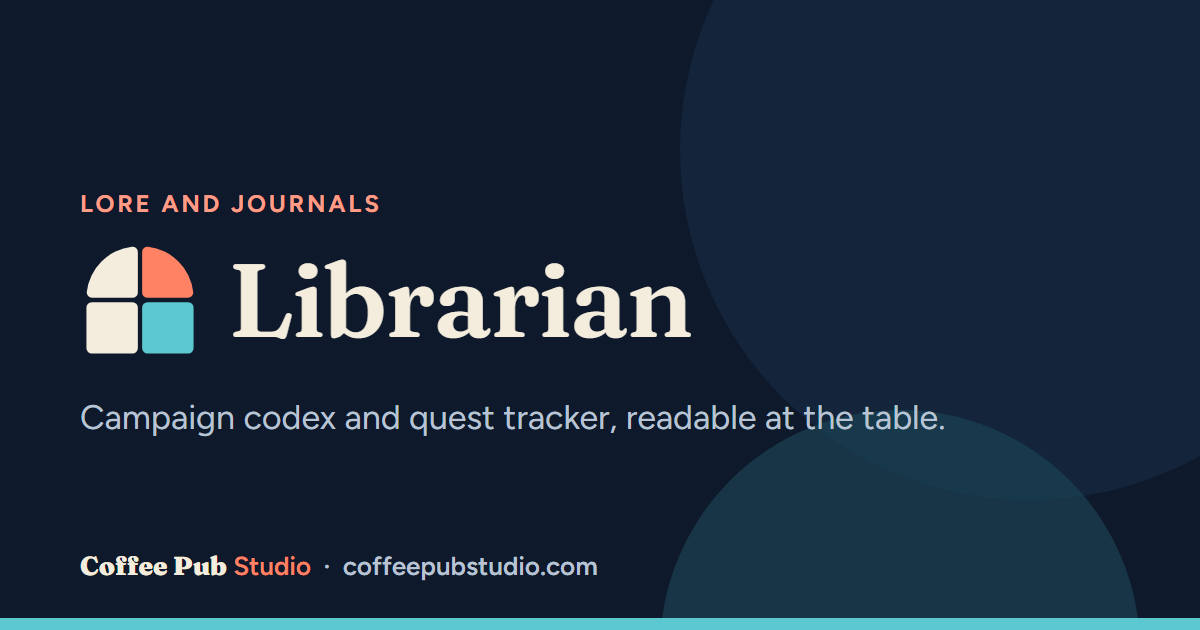 LORE AND JOURNALS
Librarian
Campaign codex and quest tracker, readable at the table.
Coffee Pub Studio · coffeepubstudio.com